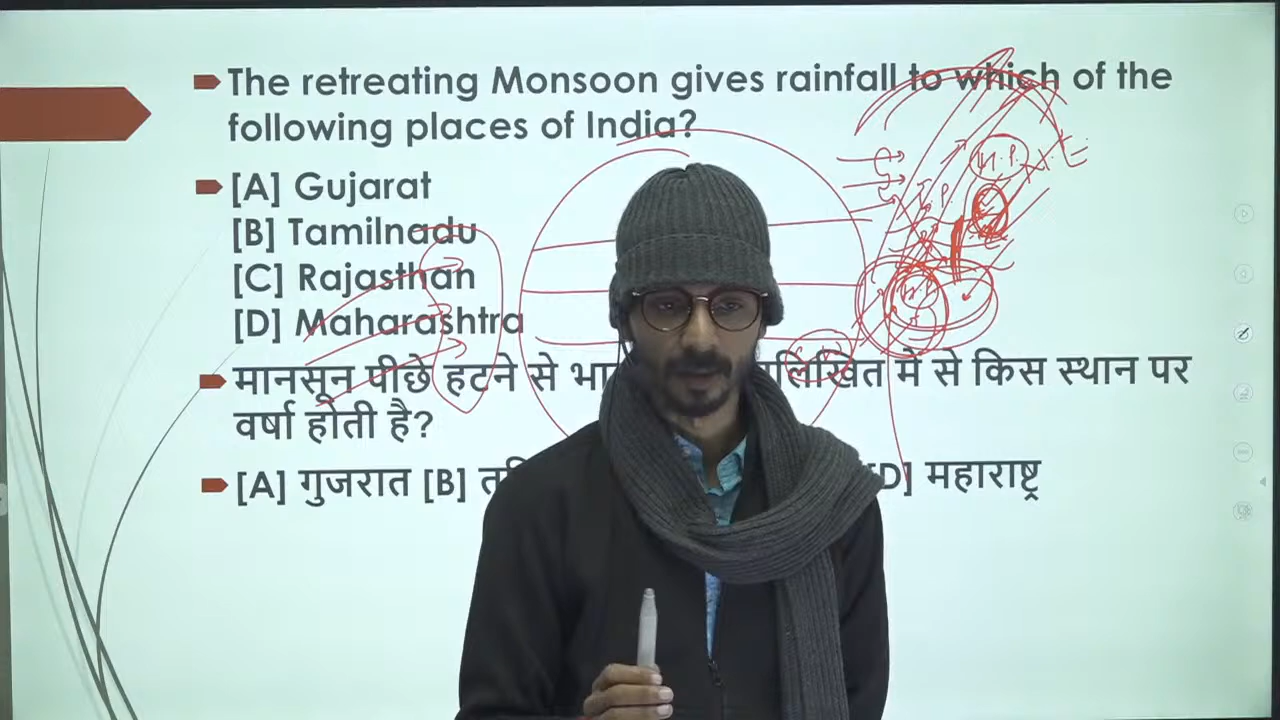 The retreating Monsoon gives rainfall to which of the
following places of India?
[A] Gujarat
[B] Tamilnadu
[C] Rajasthan
[D] Maharashtra
मानसून पीछे हटने से में से किस स्थान पर
वर्षा होती है?
[A] गुजरात [B] D] महाराष्ट्र
H.P.